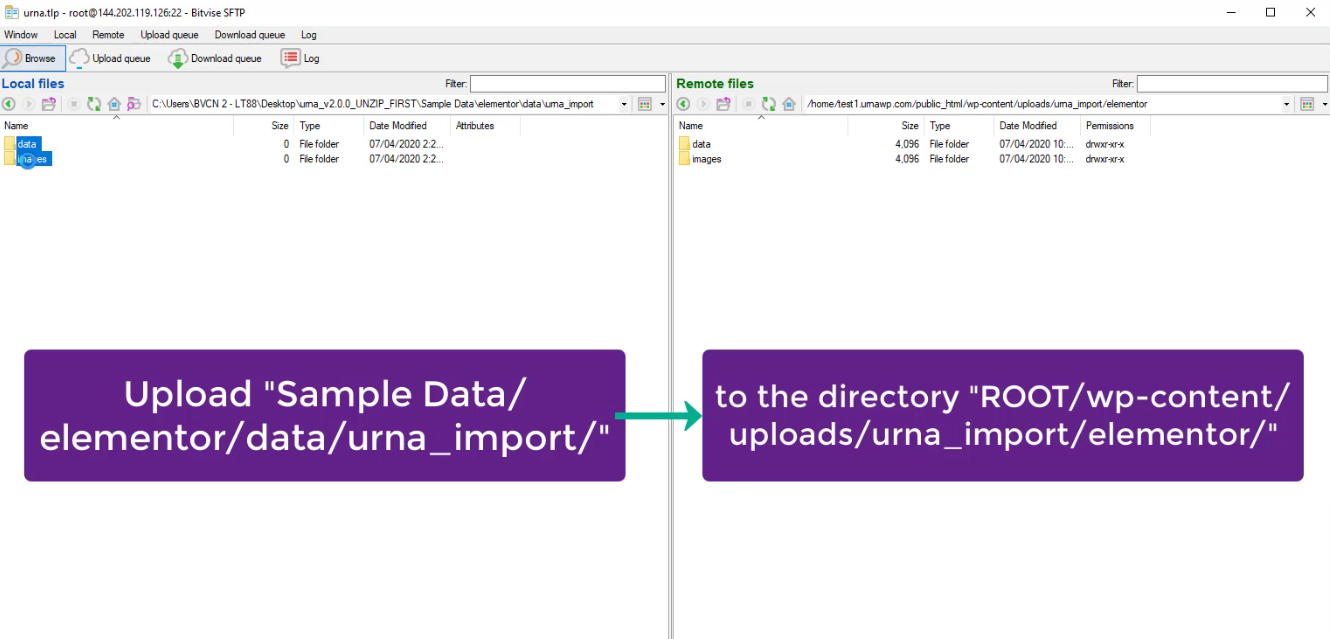 urna.tlp - root@144.202.119.126:22 - Bitvise SFTP
Window Local Remote Upload queue Download queue Log
Browse Upload queue Download queue Log
Local files Filter: Remote files Filter:
C:\Users\BVCN 2 - LT88\Desktop\urna_v2.0.0_UNZIP_FIRST\Sample Data\elementor\data\urna_import /home/test1.urnawp.com/public_html/wp-content/uploads/urna_import/elementor
Name Size Type Date Modified Attributes Name Size Type Date Modified Permissions
data 0 File folder 07/04/2020 2:2... data 4,096 File folder 07/04/2020 10:... drwxr-xr-x
images 0 File folder 07/04/2020 2:2... images 4,096 File folder 07/04/2020 10:... drwxr-xr-x
Upload "Sample Data/
elementor/data/urna_import/"
to the directory "ROOT/wp-content/
uploads/urna_import/elementor/"